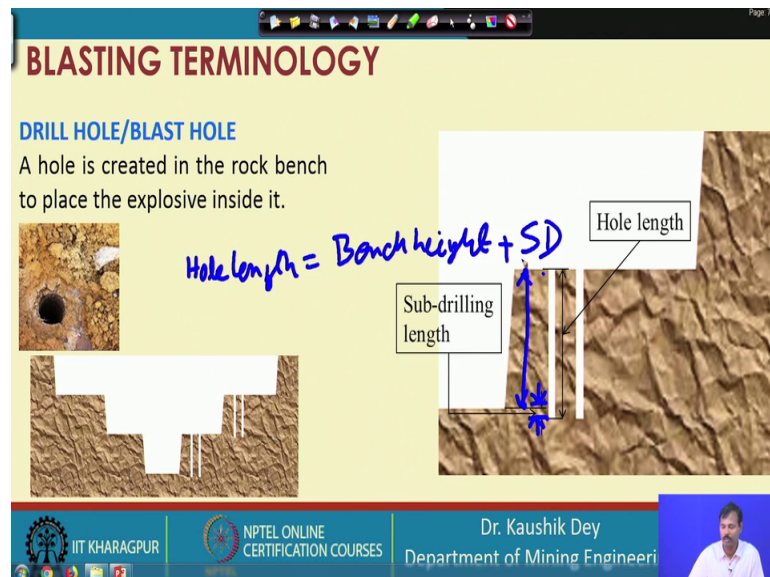 Page: 7
BLASTING TERMINOLOGY
DRILL HOLE/BLAST HOLE
A hole is created in the rock bench
to place the explosive inside it.
Hole length = Bench height + SD
Hole length
Sub-drilling
length
IIT KHARAGPUR
NPTEL ONLINE
CERTIFICATION COURSES
Dr. Kaushik Dey
Department of Mining Engineeri